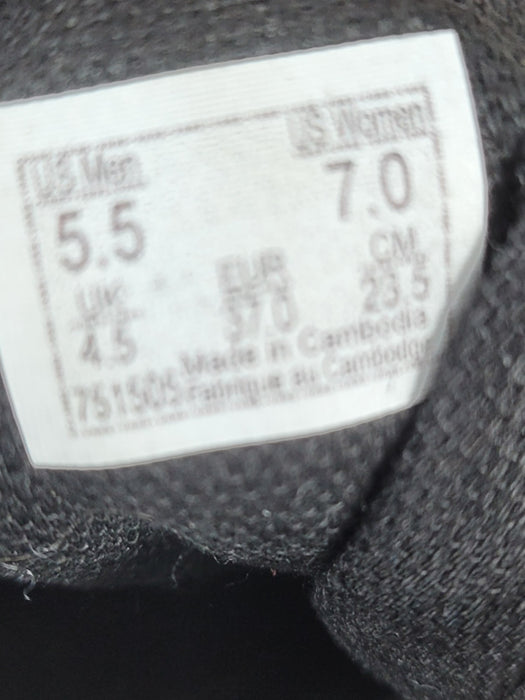 US Men US Women
5.5 7.0
UK EUR CM
4.5 37.0 23.5
Made in Cambodia
751505 Fabriqué au Cambodge